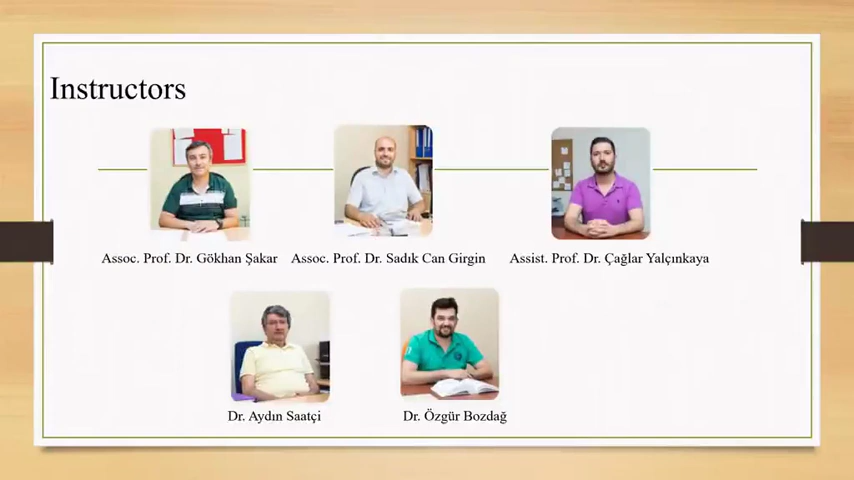 Instructors
Assoc. Prof. Dr. Gökhan Şakar
Assoc. Prof. Dr. Sadık Can Girgin
Assist. Prof. Dr. Çağlar Yalçınkaya
Dr. Aydın Saatçi
Dr. Özgür Bozdağ